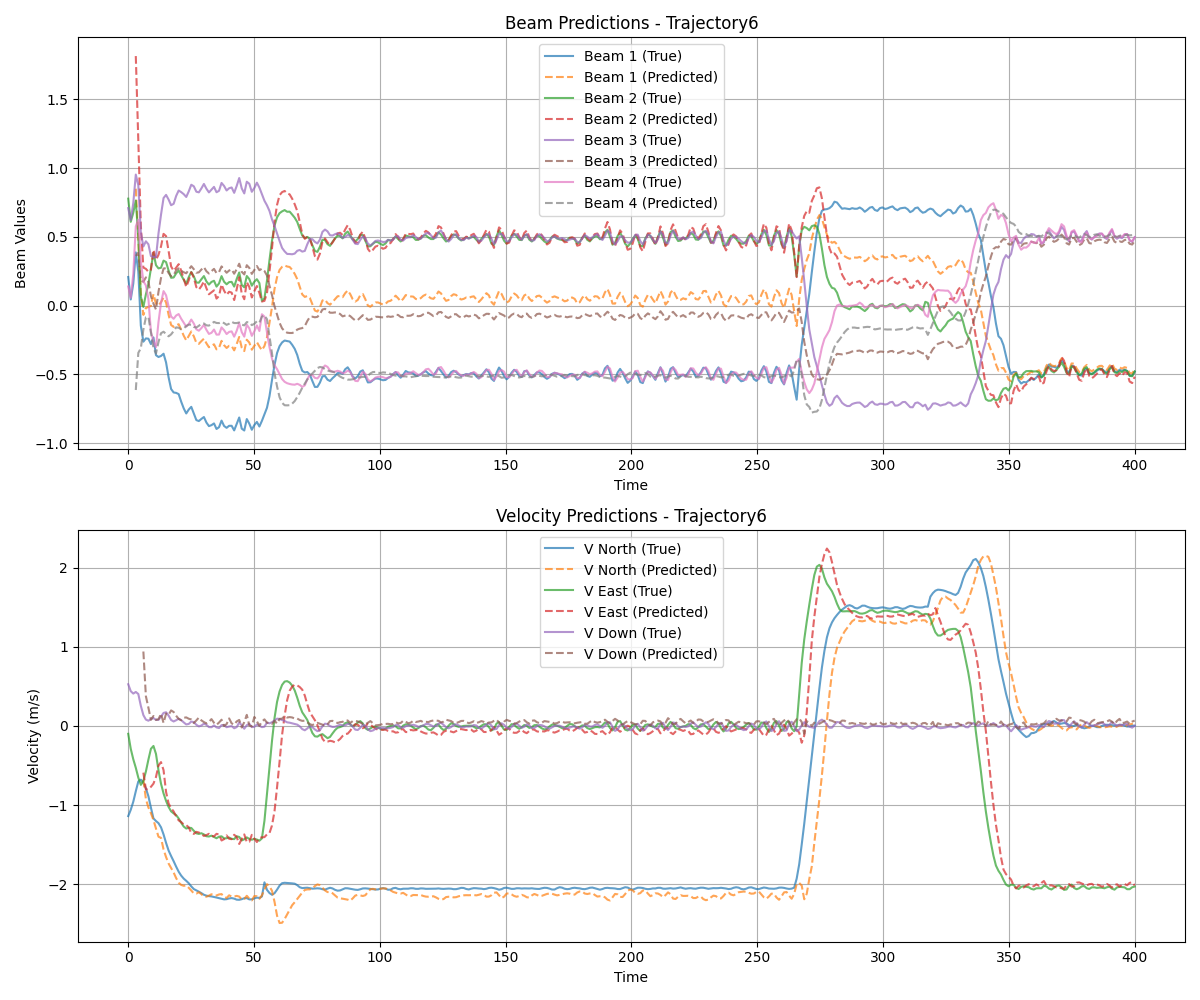 Beam Predictions - Trajectory6
Beam Values
1.5
1.0
0.5
0.0
−0.5
−1.0
Beam 1 (True)
Beam 1 (Predicted)
Beam 2 (True)
Beam 2 (Predicted)
Beam 3 (True)
Beam 3 (Predicted)
Beam 4 (True)
Beam 4 (Predicted)
0 50 100 150 200 250 300 350 400
Time
Velocity Predictions - Trajectory6
Velocity (m/s)
2
1
0
−1
−2
V North (True)
V North (Predicted)
V East (True)
V East (Predicted)
V Down (True)
V Down (Predicted)
0 50 100 150 200 250 300 350 400
Time